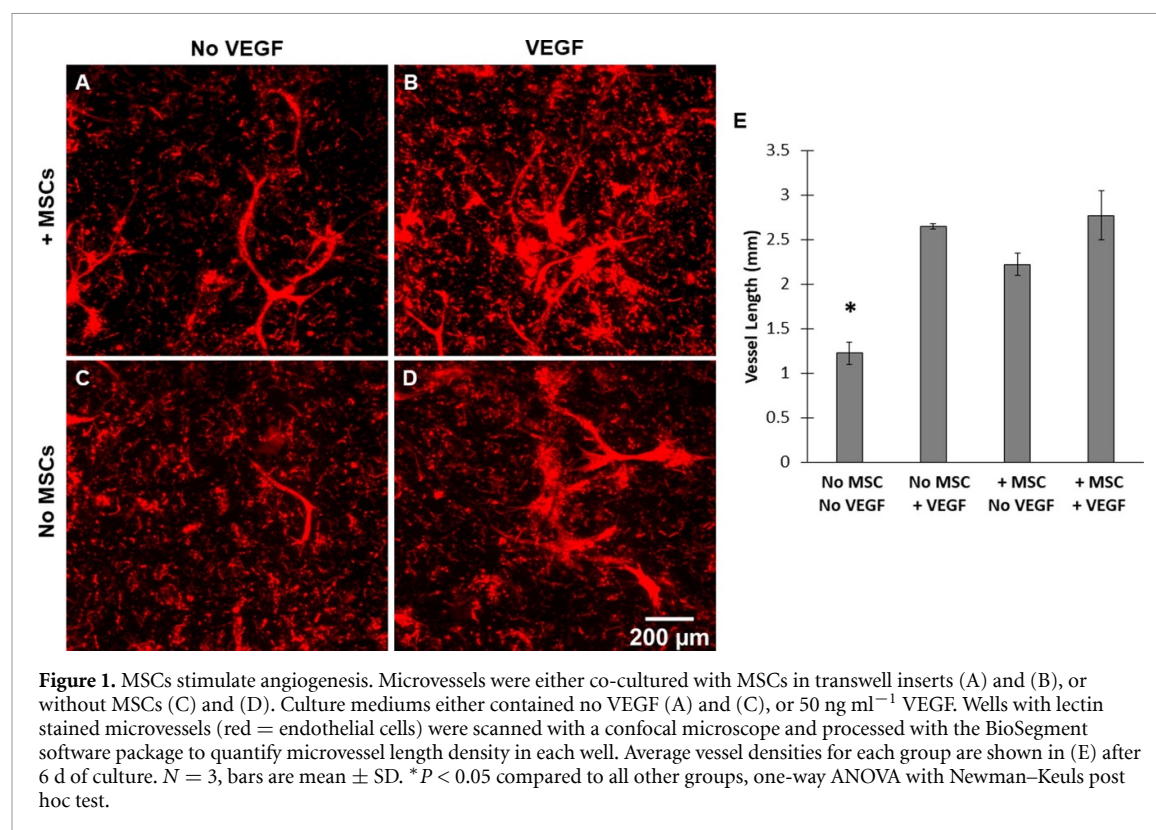 No VEGF
VEGF
+ MSCs
A
B
No MSCs
C
D
200 µm
E
Vessel Length (mm)
3.5
3
2.5
2
1.5
1
0.5
0
*
No MSC
No VEGF
No MSC
+ VEGF
+ MSC
No VEGF
+ MSC
+ VEGF
Figure 1. MSCs stimulate angiogenesis. Microvessels were either co-cultured with MSCs in transwell inserts (A) and (B), or
without MSCs (C) and (D). Culture mediums either contained no VEGF (A) and (C), or 50 ng ml⁻¹ VEGF. Wells with lectin
stained microvessels (red = endothelial cells) were scanned with a confocal microscope and processed with the BioSegment
software package to quantify microvessel length density in each well. Average vessel densities for each group are shown in (E) after
6 d of culture. N = 3, bars are mean ± SD. *P < 0.05 compared to all other groups, one-way ANOVA with Newman–Keuls post
hoc test.